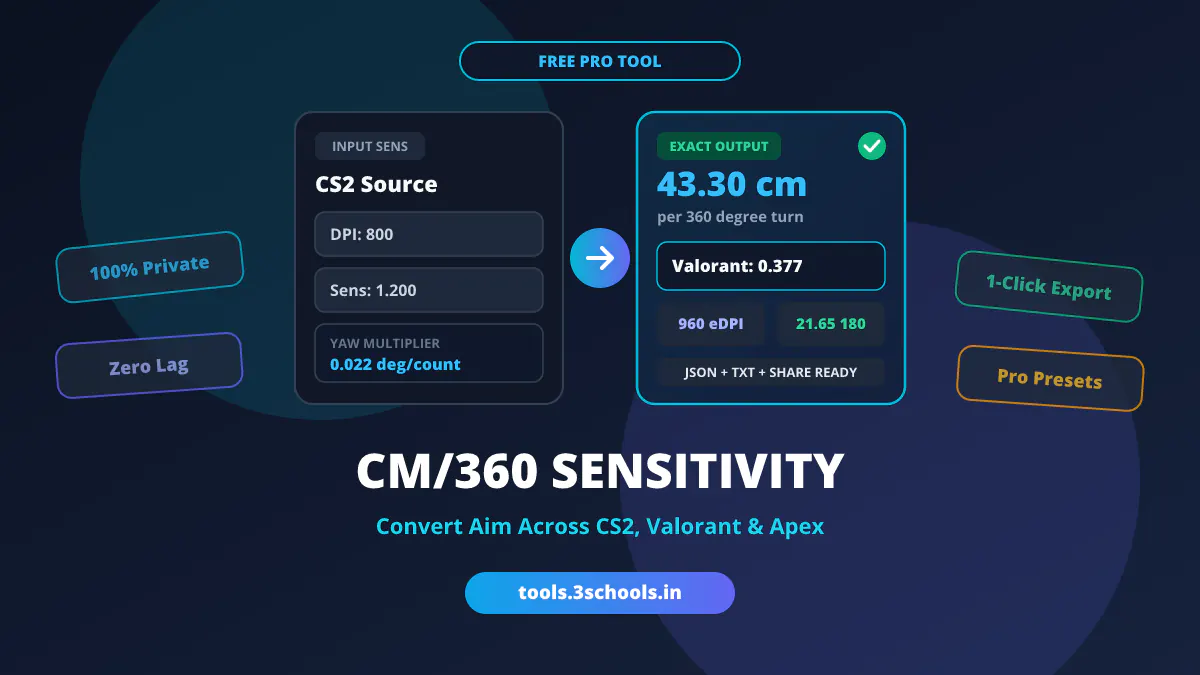 FREE PRO TOOL
INPUT SENS
CS2 Source
DPI: 800
Sens: 1.200
YAW MULTIPLIER
0.022 deg/count
EXACT OUTPUT
43.30 cm
per 360 degree turn
Valorant: 0.377
960 eDPI
21.65 180
JSON + TXT + SHARE READY
100% Private
Zero Lag
1-Click Export
Pro Presets
CM/360 SENSITIVITY
Convert Aim Across CS2, Valorant & Apex
tools.3schools.in